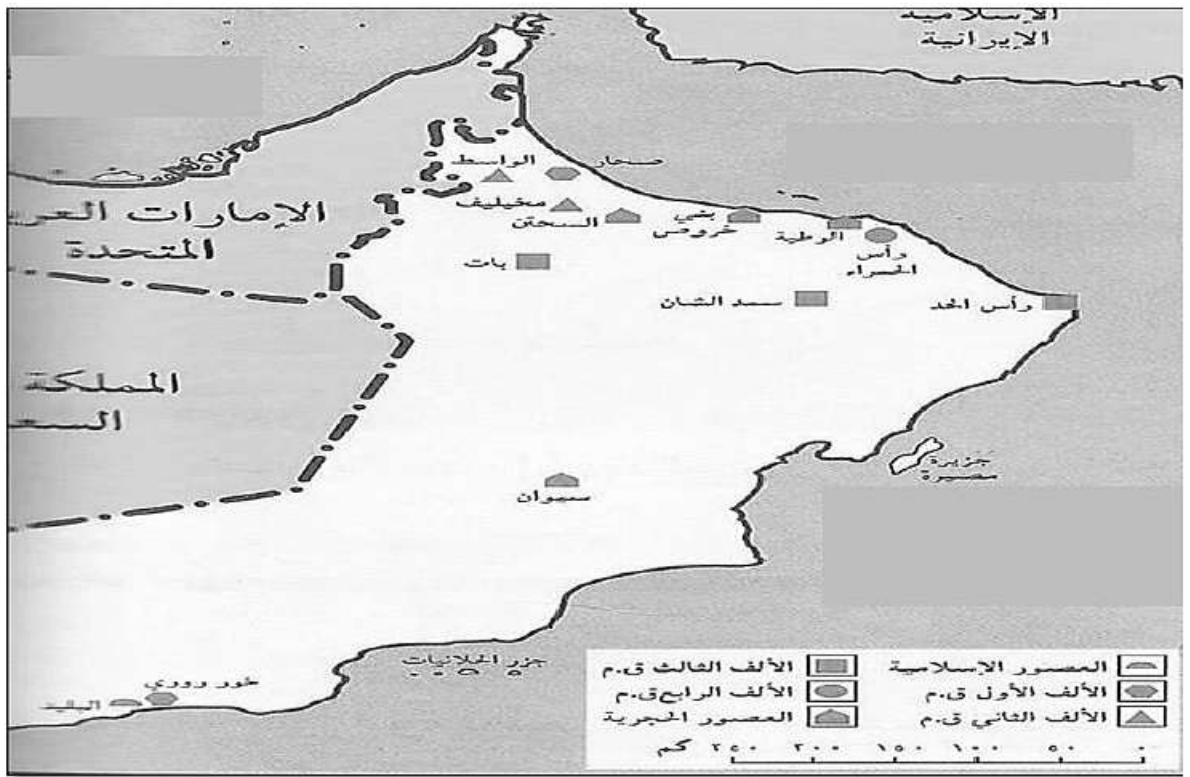 الإسلامية
الإيرانية
الواسط
صحار
مخيليف
السحتن
بني
خروص
الوطية
رأس
الحمراء
بات
سمد الشان
رأس الحد
الإمارات العر
المتحدة
المملكة
السعـ
جزيرة
مصيرة
سيوان
جزر الحلانيات
خور روري
البليد
العصور الإسلامية
الألف الثالث ق.م
الألف الأول ق.م
الألف الرابع ق.م
الألف الثاني ق.م
العصور الحجرية
٠ ٥٠ ١٠٠ ١٥٠ ٢٠٠ ٢٥٠ كم